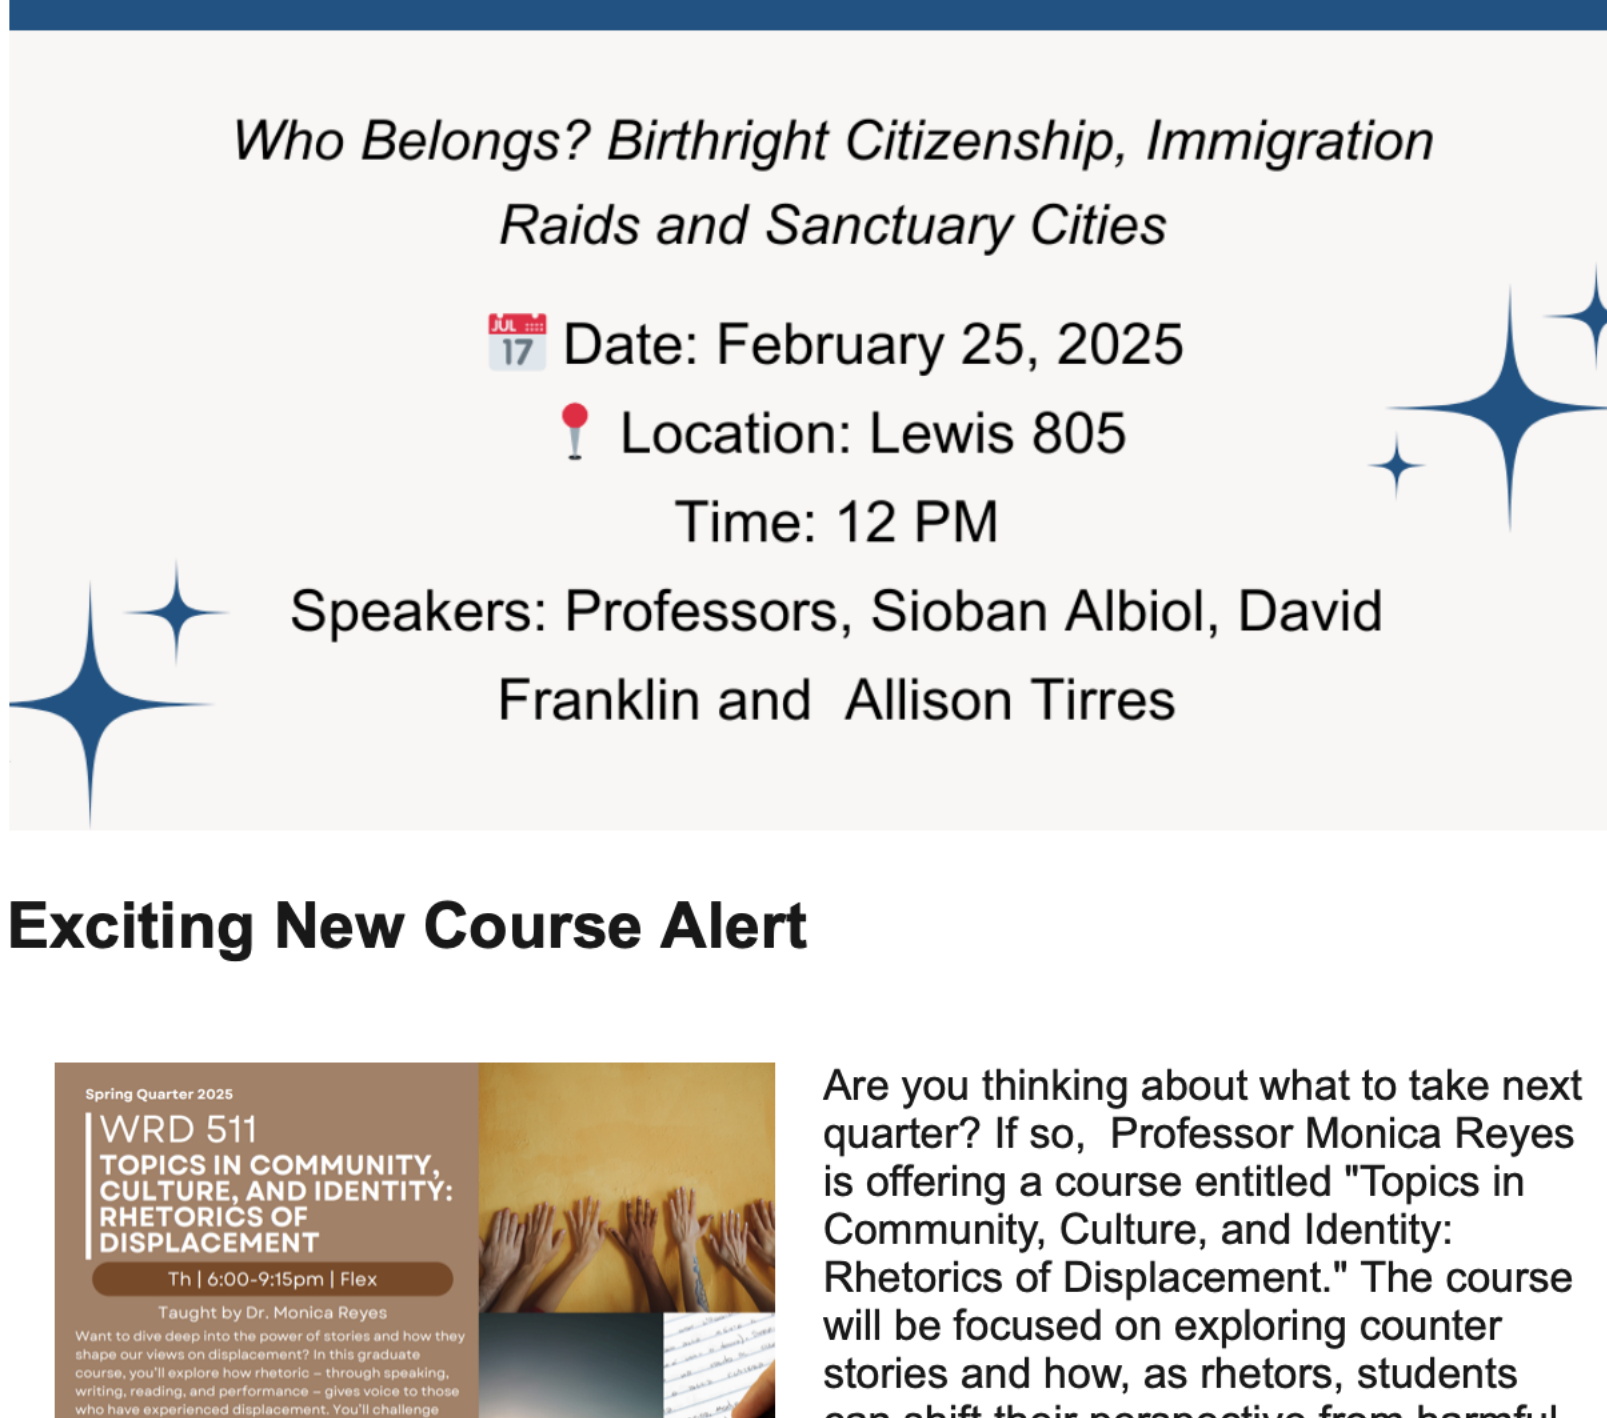 Who Belongs? Birthright Citizenship, Immigration
Raids and Sanctuary Cities
JUL
17
Date: February 25, 2025
Location: Lewis 805
Time: 12 PM
Speakers: Professors, Sioban Albiol, David
Franklin and  Allison Tirres
Exciting New Course Alert
Spring Quarter 2025
WRD 511
TOPICS IN COMMUNITY,
CULTURE, AND IDENTITY:
RHETORICS OF
DISPLACEMENT
Th | 6:00-9:15pm | Flex
Taught by Dr. Monica Reyes
Want to dive deep into the power of stories and how they
shape our views on displacement? In this graduate
course, you'll explore how rhetoric – through speaking,
writing, reading, and performance – gives voice to those
who have experienced displacement. You'll challenge
Are you thinking about what to take next
quarter? If so,  Professor Monica Reyes
is offering a course entitled "Topics in
Community, Culture, and Identity:
Rhetorics of Displacement." The course
will be focused on exploring counter
stories and how, as rhetors, students
can shift their perspective from harmful